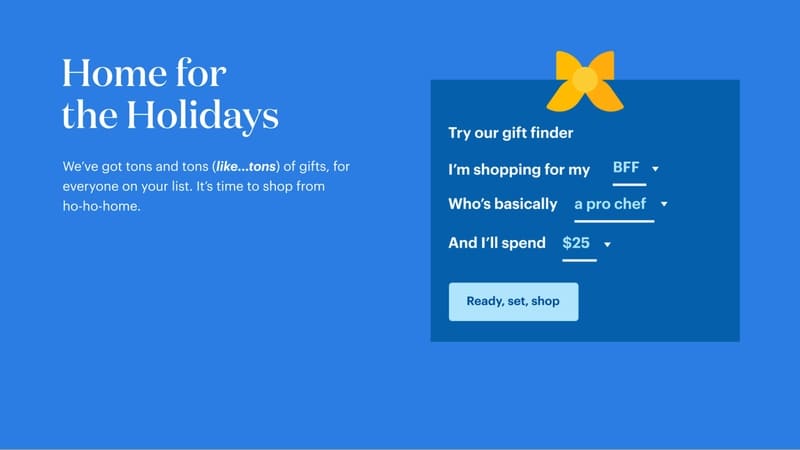 Home for
the Holidays
We’ve got tons and tons (like...tons) of gifts, for
everyone on your list. It’s time to shop from
ho-ho-home.
Try our gift finder
I’m shopping for my BFF
Who’s basically a pro chef
And I’ll spend $25
Ready, set, shop